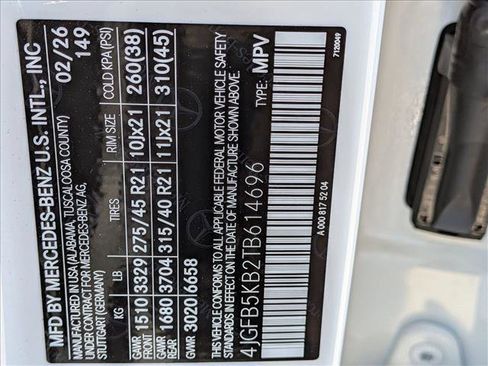 MFD BY MERCEDES-BENZ U.S. INTL., INC
MADE IN USA (ALABAMA, TUSCALOOSA COUNTY)
UNDER CONTRACT FOR MERCEDES-BENZ AG,
STUTTGART (GERMANY)
02/26
149
KG LB TIRES RIM SIZE COLD KPA(PSI)
GAWR FRONT 1510 3329 275/45 R21 10Jx21 260(38)
GAWR REAR 1680 3704 315/40 R21 11Jx21 310(45)
GVWR 3020 6658
THIS VEHICLE CONFORMS TO ALL APPLICABLE FEDERAL MOTOR VEHICLE SAFETY
STANDARDS IN EFFECT ON THE DATE OF MANUFACTURE SHOWN ABOVE.
TYPE: MPV
4JGFB5KB2TB614696
A 000 817 52 04
7120049